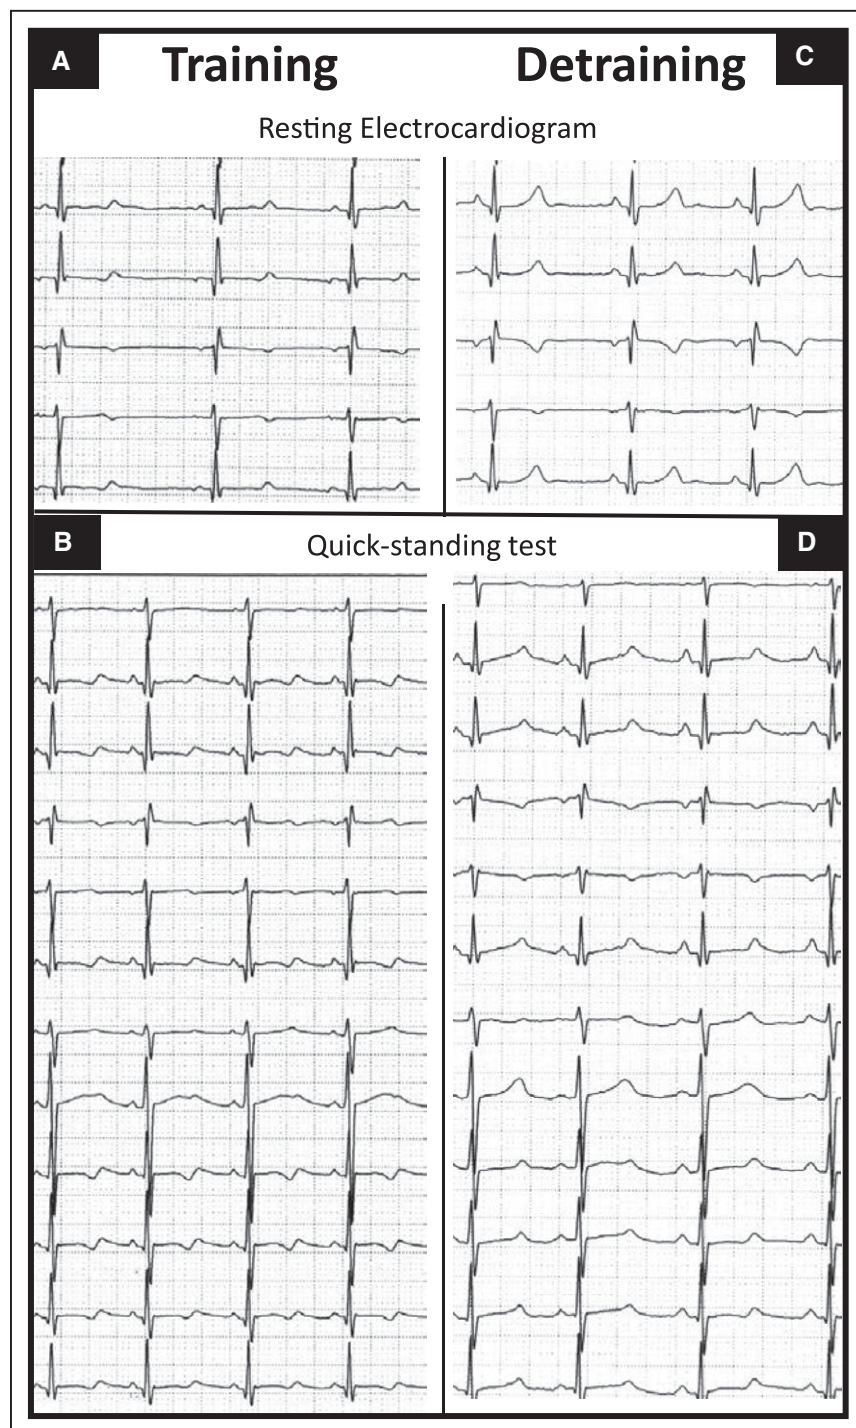 A Training Detraining C
Resting Electrocardiogram
B Quick-standing test D